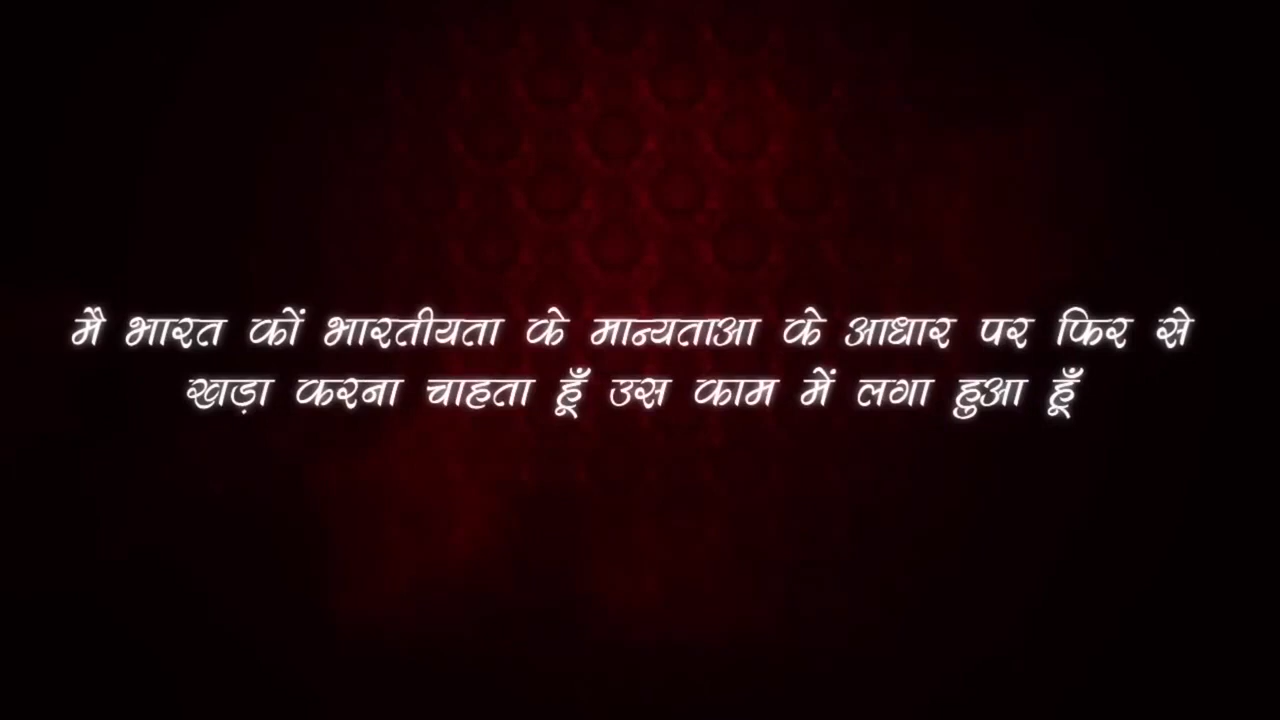 मै भारत कों भारतीयता के मान्यताआ के आधार पर फिर से
खड़ा करना चाहता हूँ उस काम में लगा हुआ हूँ